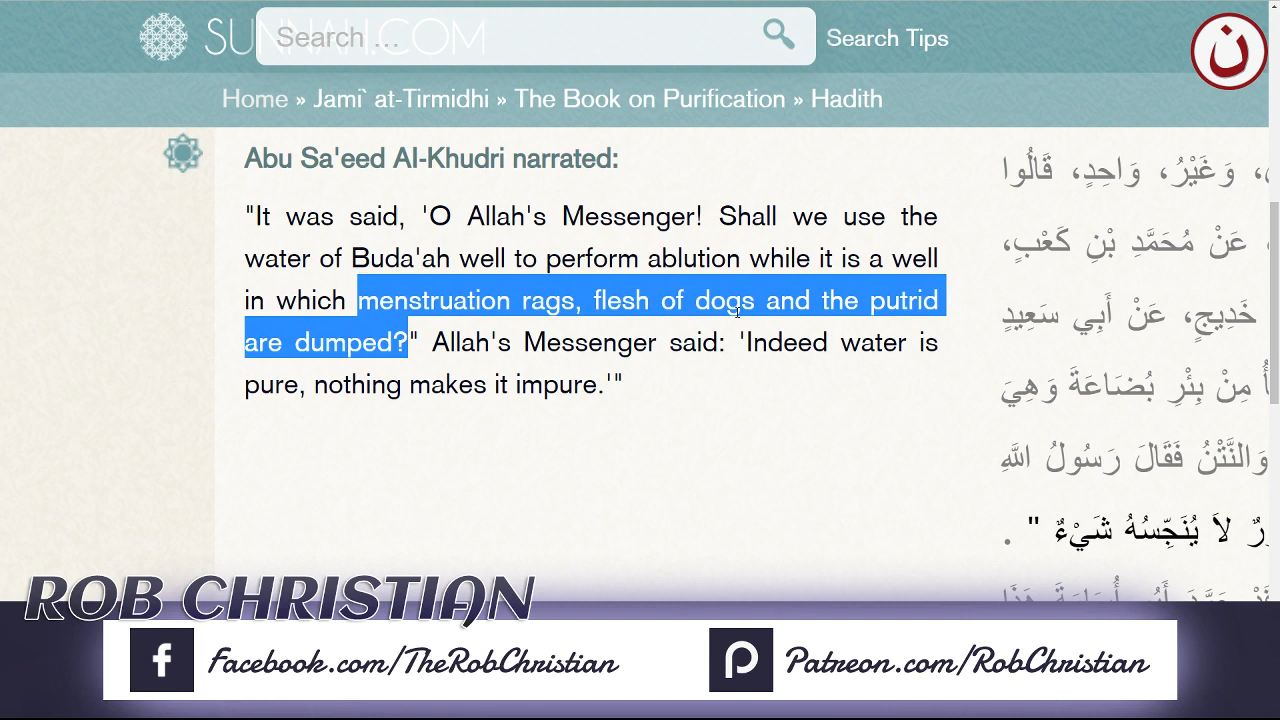 SUNNAH.COM
Search ...
Search Tips
ن
Home » Jami` at-Tirmidhi » The Book on Purification » Hadith
Abu Sa'eed Al-Khudri narrated:
"It was said, 'O Allah's Messenger! Shall we use the
water of Buda'ah well to perform ablution while it is a well
in which menstruation rags, flesh of dogs and the putrid
are dumped?" Allah's Messenger said: 'Indeed water is
pure, nothing makes it impure.'"
، وَغَيْرُ، وَاحِدٍ، قَالُوا
عَنْ مُحَمَّدِ بْنِ كَعْبٍ،
خَدِيجٍ، عَنْ أَبِي سَعِيدٍ
مِنْ بِئْرِ بُضَاعَةَ وَهِيَ
وَالنَّتْنُ فَقَالَ رَسُولُ اللَّهِ
لاَ يُنَجِّسُهُ شَىْءٌ " .
ROB CHRISTIAN
Facebook.com/TheRobChristian
Patreon.com/RobChristian